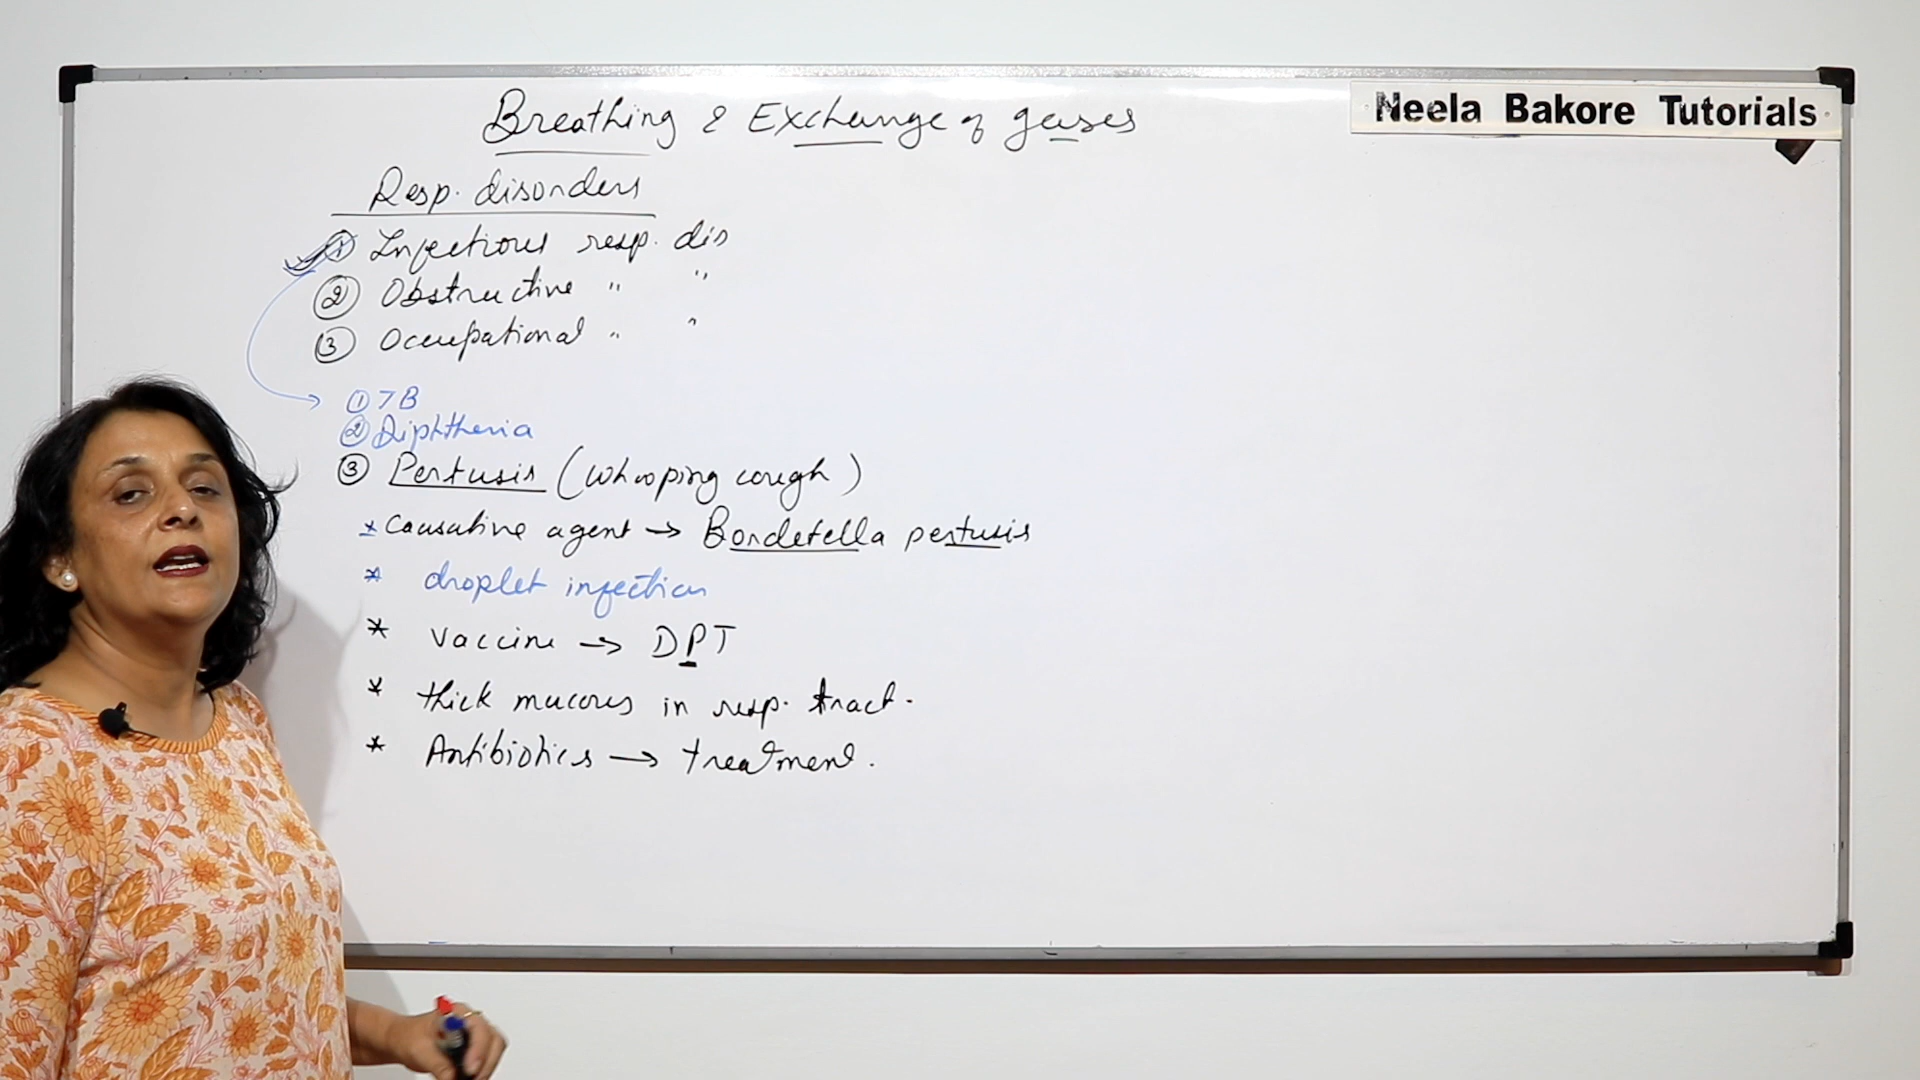 Neela Bakore Tutorials
Breathing & Exchange of gases
Resp. disorders
① Infectious resp. dis
② Obstructive " "
③ Occupational " "
① TB
② Diphtheria
③ Pertusis (whooping cough)
* Causative agent → Bordetella pertusis
* droplet infection
* vaccine → DPT
* thick mucous in resp. tract.
* Antibiotics → treatment.